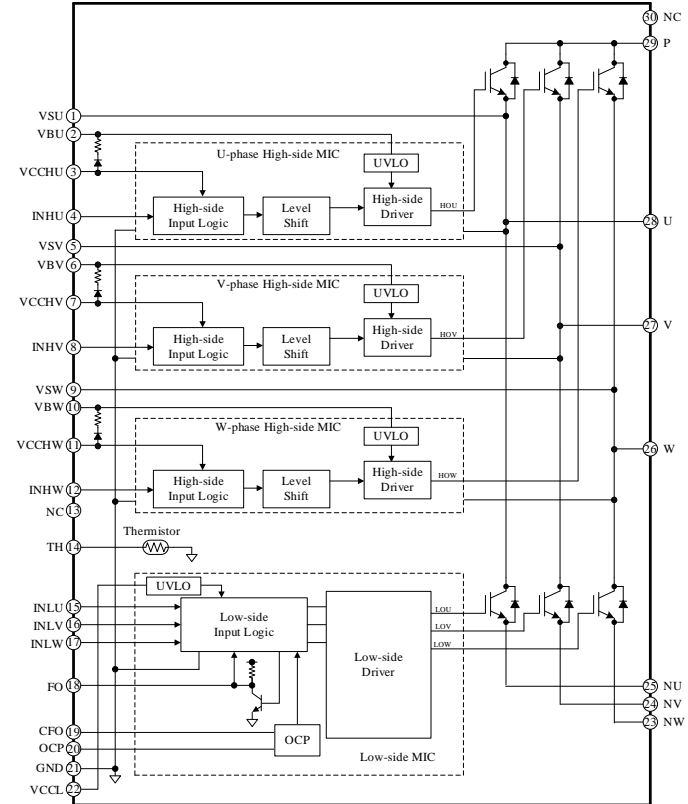 30 NC
29 P
VSU 1
VBU 2
U-phase High-side MIC
UVLO
VCCHU 3
High-side
Input Logic
Level
Shift
High-side
Driver
HOU
INHU 4
28 U
VSV 5
VBV 6
V-phase High-side MIC
UVLO
VCCHV 7
High-side
Input Logic
Level
Shift
High-side
Driver
HOV
27 V
INHV 8
VSW 9
VBW 10
W-phase High-side MIC
UVLO
VCCHW 11
26 W
High-side
Input Logic
Level
Shift
High-side
Driver
HOW
INHW 12
NC 13
Thermistor
TH 14
UVLO
INLU 15
INLV 16
INLW 17
Low-side
Input Logic
LOU
LOV
LOW
Low-side
Driver
FO 18
25 NU
24 NV
23 NW
CFO 19
OCP 20
OCP
Low-side MIC
GND 21
VCCL 22